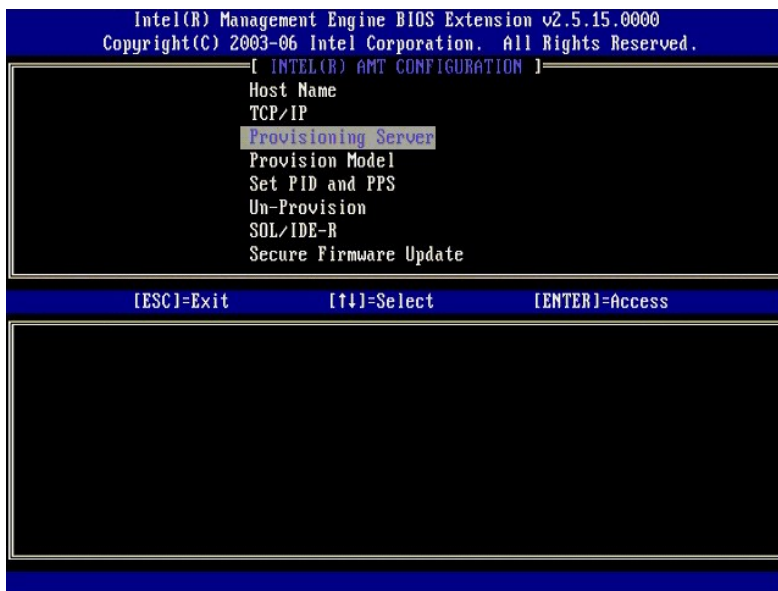 Intel(R) Management Engine BIOS Extension v2.5.15.0000
Copyright(C) 2003-06 Intel Corporation. All Rights Reserved.
[ INTEL(R) AMT CONFIGURATION ]
Host Name
TCP/IP
Provisioning Server
Provision Model
Set PID and PPS
Un-Provision
SOL/IDE-R
Secure Firmware Update
[ESC]=Exit [↑↓]=Select [ENTER]=Access